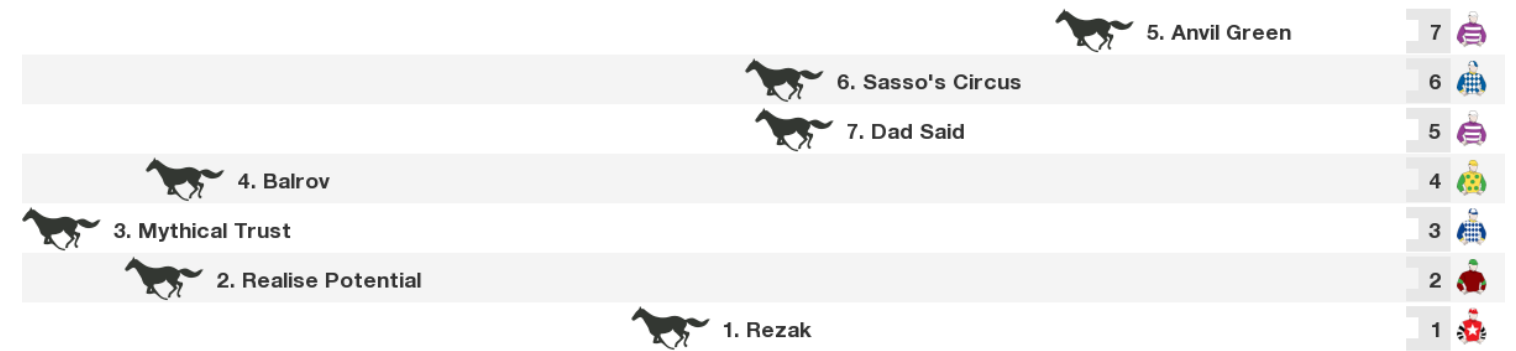 5. Anvil Green 7
6. Sasso's Circus 6
7. Dad Said 5
4. Balrov 4
3. Mythical Trust 3
2. Realise Potential 2
1. Rezak 1